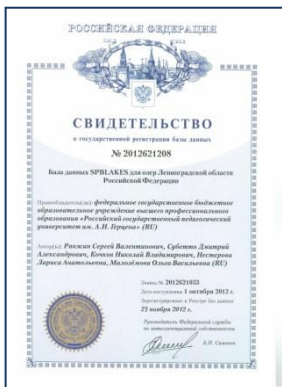 РОССИЙСКАЯ ФЕДЕРАЦИЯ
СВИДЕТЕЛЬСТВО
о государственной регистрации базы данных
№ 2012621208
База данных SPBLAKES для озер Ленинградской области
Российской Федерации
Правообладатель(ли): федеральное государственное бюджетное
образовательное учреждение высшего профессионального
образования «Российский государственный педагогический
университет им. А.И. Герцена» (RU)
Автор(ы): Рянжин Сергей Валентинович, Субетто Дмитрий
Александрович, Кочков Николай Владимирович, Нестерова
Лариса Анатольевна, Маложёмова Ольга Васильевна (RU)
Заявка № 2012621033
Дата поступления 1 октября 2012 г.
Зарегистрировано в Реестре баз данных
23 ноября 2012 г.
Руководитель Федеральной службы
по интеллектуальной собственности
Б.П. Симонов